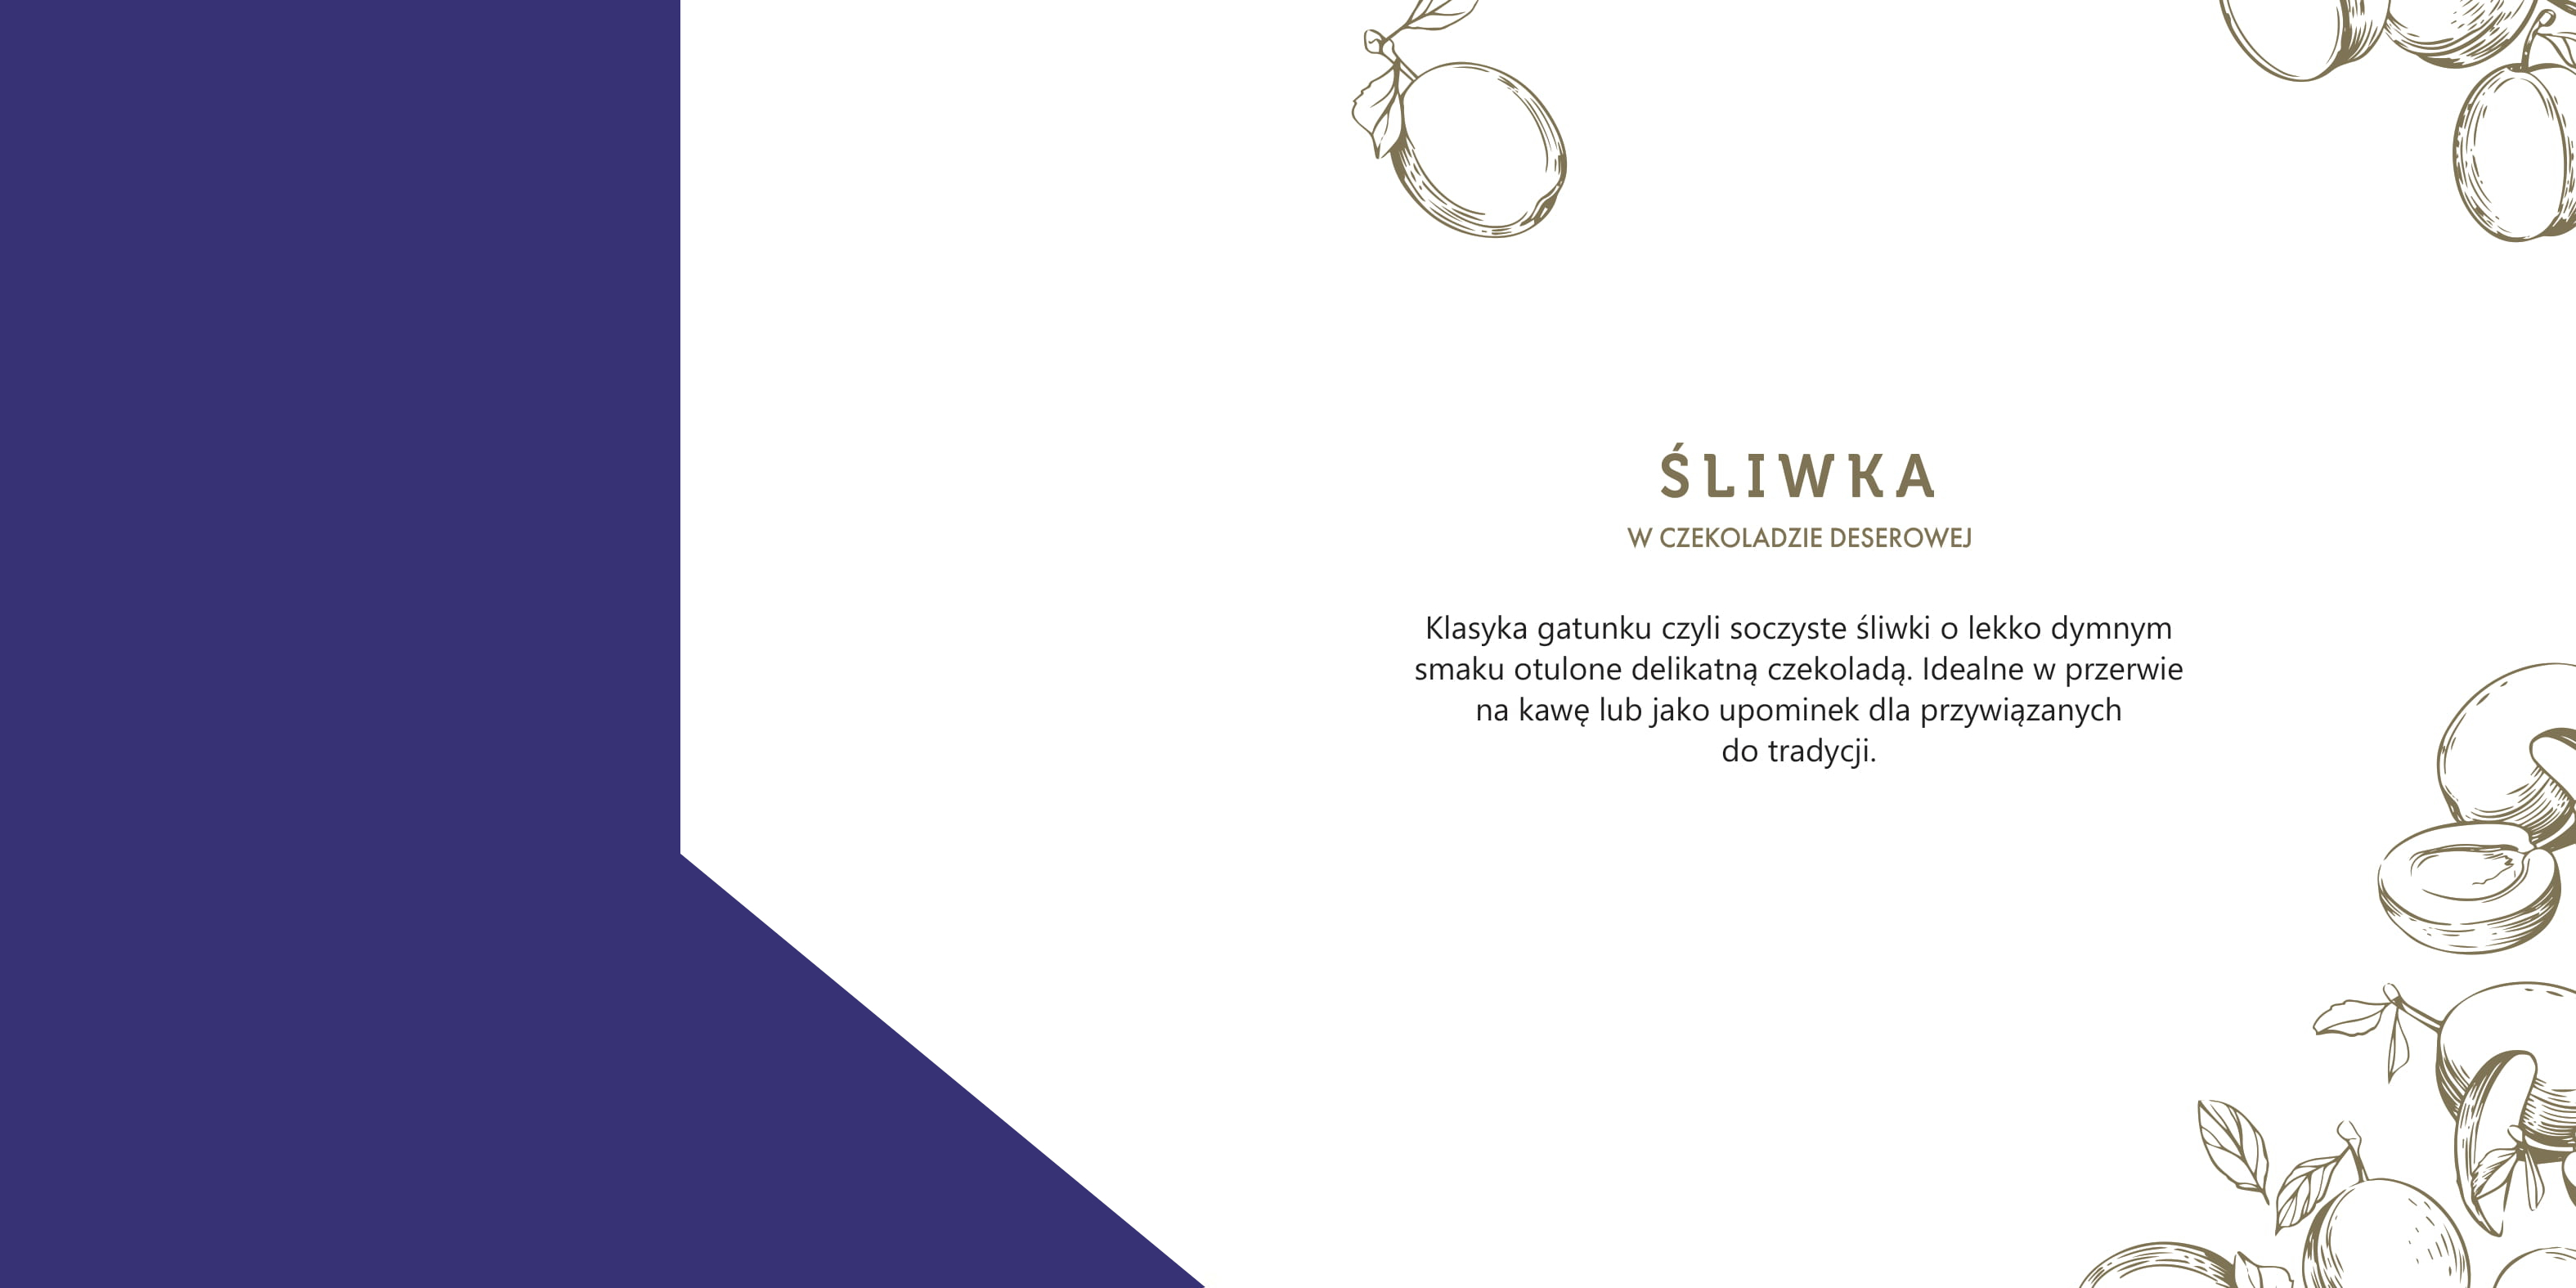 ŚLIWKA
W CZEKOLADZIE DESEROWEJ
Klasyka gatunku czyli soczyste śliwki o lekko dymnym
smaku otulone delikatną czekoladą. Idealne w przerwie
na kawę lub jako upominek dla przywiązanych
do tradycji.